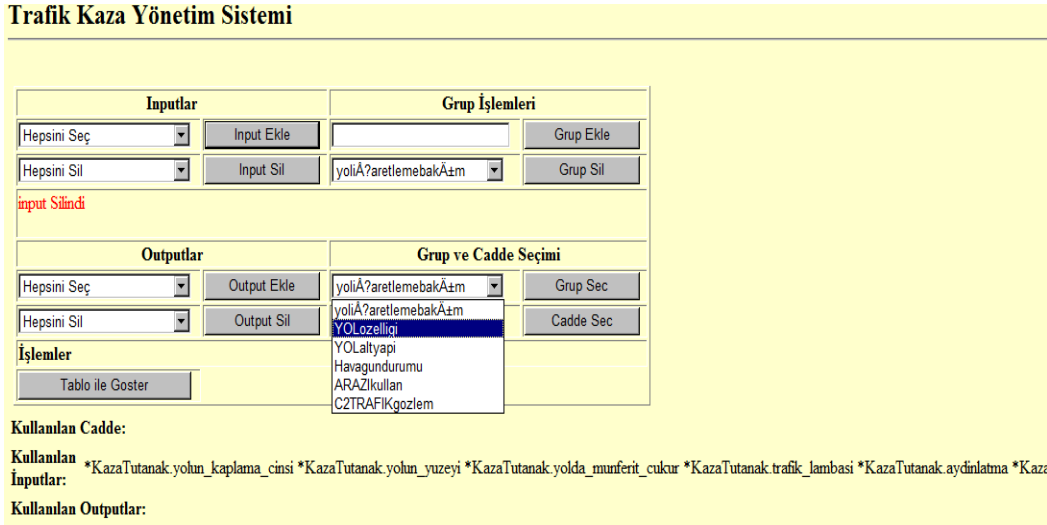 Trafik Kaza Yönetim Sistemi
Inputlar Grup İşlemleri
Hepsini Seç Input Ekle Grup Ekle
Hepsini Sil Input Sil yoliÅ?aretlemebakÄ±m Grup Sil
input Silindi
Outputlar Grup ve Cadde Seçimi
Hepsini Seç Output Ekle yoliÅ?aretlemebakÄ±m Grup Sec
Hepsini Sil Output Sil Cadde Sec
yoliÅ?aretlemebakÄ±m
YOLozelligi
YOLaltyapi
Havagundurumu
ARAZIkullan
C2TRAFIKgozlem
İşlemler
Tablo ile Goster
Kullanılan Cadde:
Kullanılan İnputlar: *KazaTutanak.yolun_kaplama_cinsi *KazaTutanak.yolun_yuzeyi *KazaTutanak.yolda_munferit_cukur *KazaTutanak.trafik_lambasi *KazaTutanak.aydinlatma *Kaza
Kullanılan Outputlar: